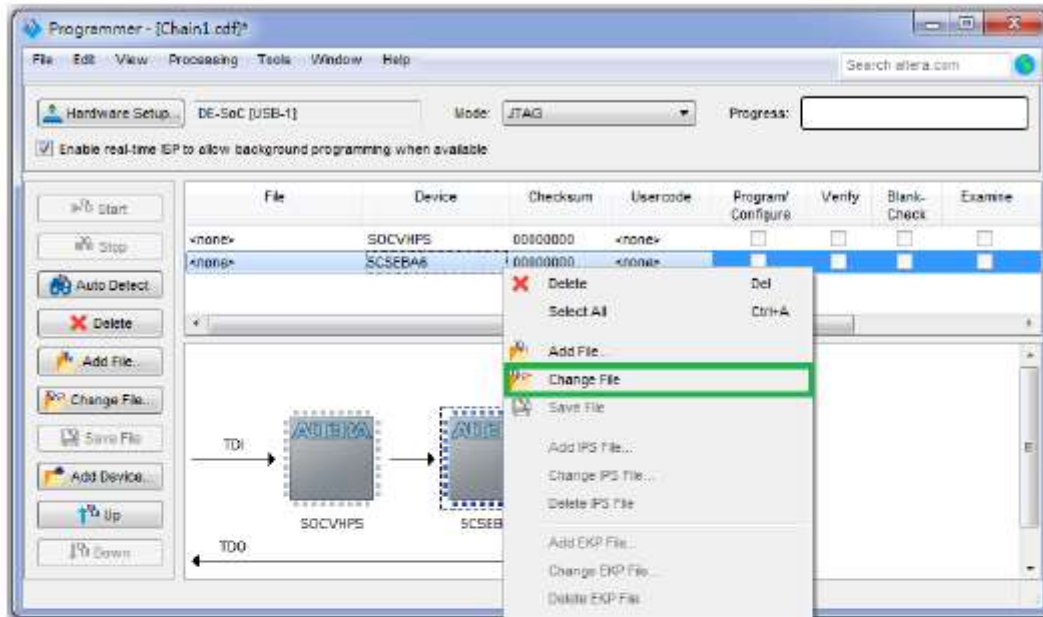 Programmer - [Chain1.cdf]*
File Edit View Processing Tools Window Help
Search altera.com
Hardware Setup... DE-SoC [USB-1] Mode: JTAG Progress:
Enable real-time ISP to allow background programming when available
File Device Checksum Usercode Program/ Configure Verify Blank- Check Examine
Start
<none> SOCVHPS 00000000 <none>
Stop
<none> 5CSEBA6 00000000 <none>
Auto Detect
Delete Del
Select All Ctrl+A
Delete
Add File...
Add File...
Change File
Change File...
Save File
ALTERA ALTERA
Save File
TDI
Add IPS File...
Add Device...
Change IPS File...
Up
Delete IPS File
SOCVHPS 5CSEB
Down
TDO
Add EKP File...
Change EKP File...
Delete EKP File